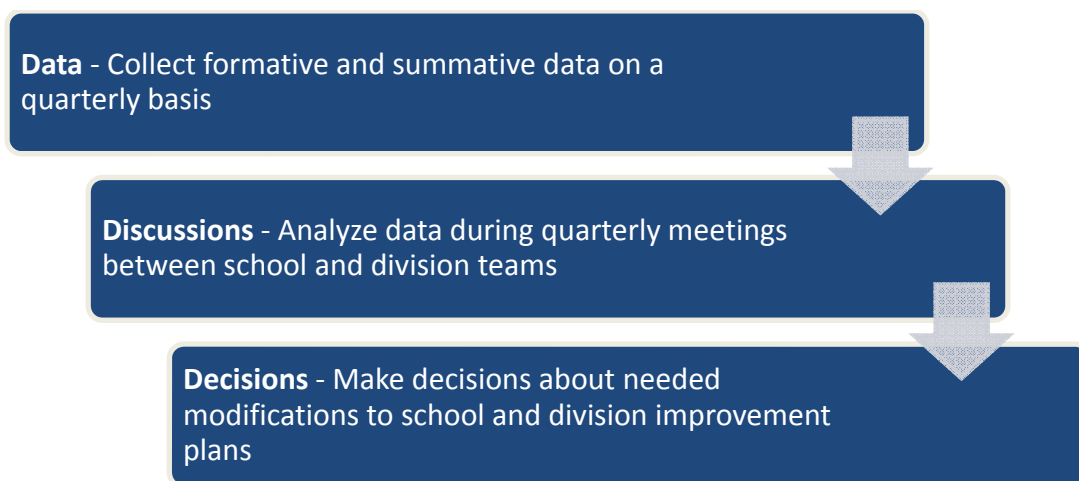 Data - Collect formative and summative data on a
quarterly basis
Discussions - Analyze data during quarterly meetings
between school and division teams
Decisions - Make decisions about needed
modifications to school and division improvement
plans